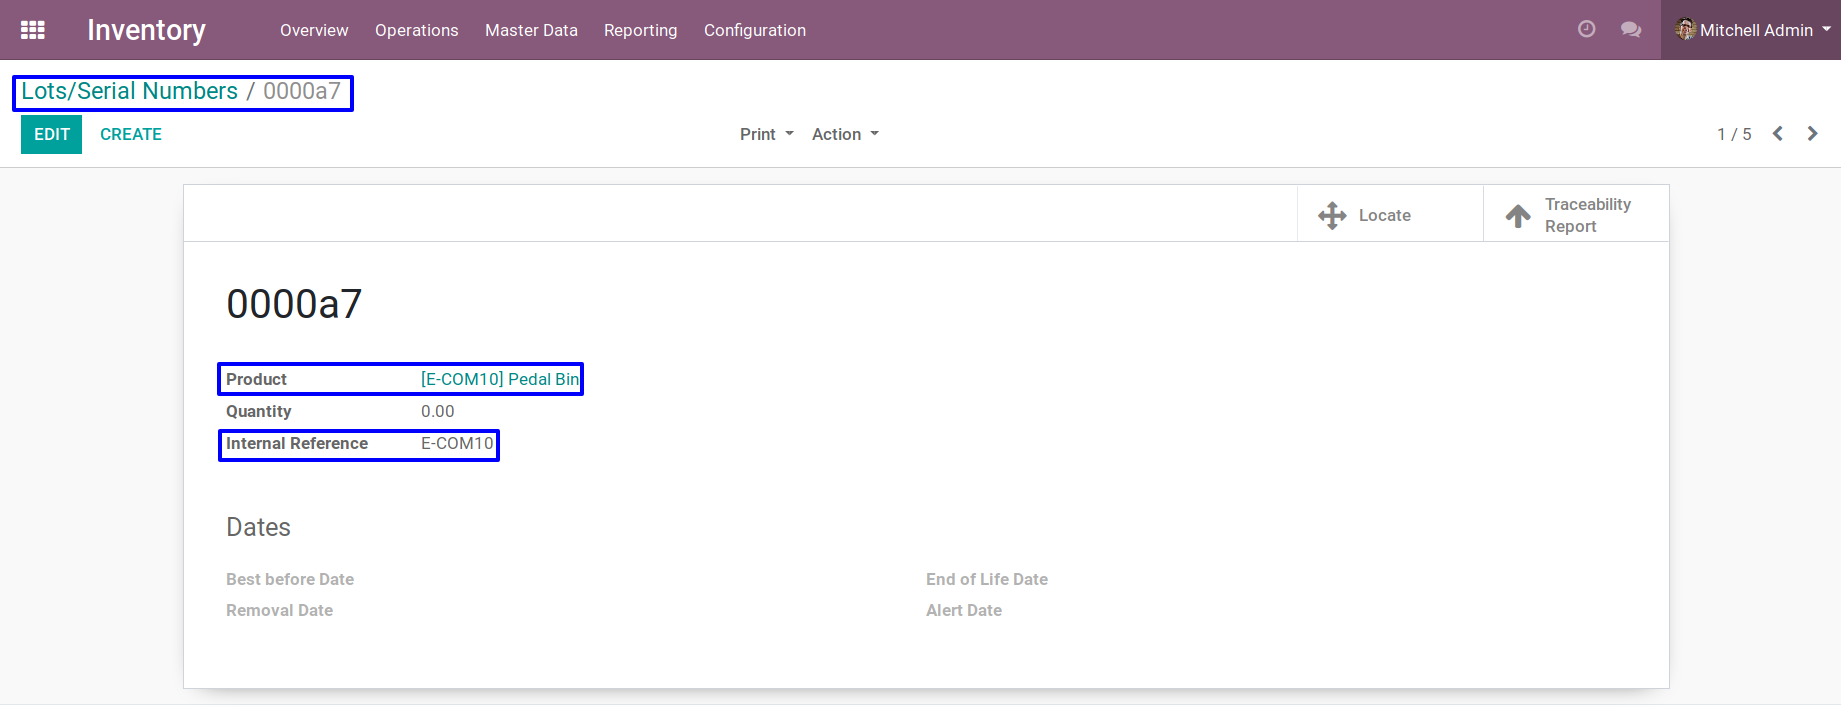 Inventory Overview Operations Master Data Reporting Configuration Mitchell Admin
Lots/Serial Numbers / 0000a7
EDIT CREATE Print Action 1 / 5
Locate
Traceability
Report
0000a7
Product [E-COM10] Pedal Bin
Quantity 0.00
Internal Reference E-COM10
Dates
Best before Date End of Life Date
Removal Date Alert Date